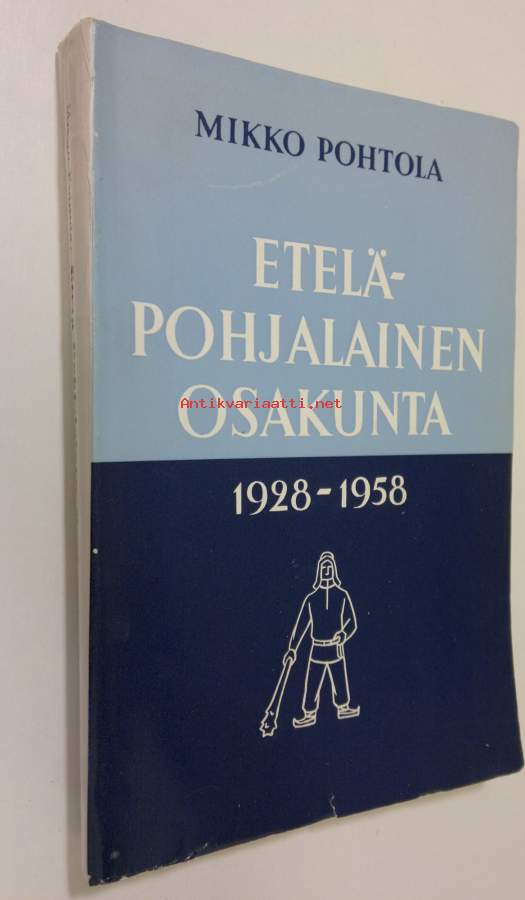 MIKKO POHTOLA
ETELÄ-
POHJALAINEN
OSAKUNTA
Antikvariaatti.net
1928-1958